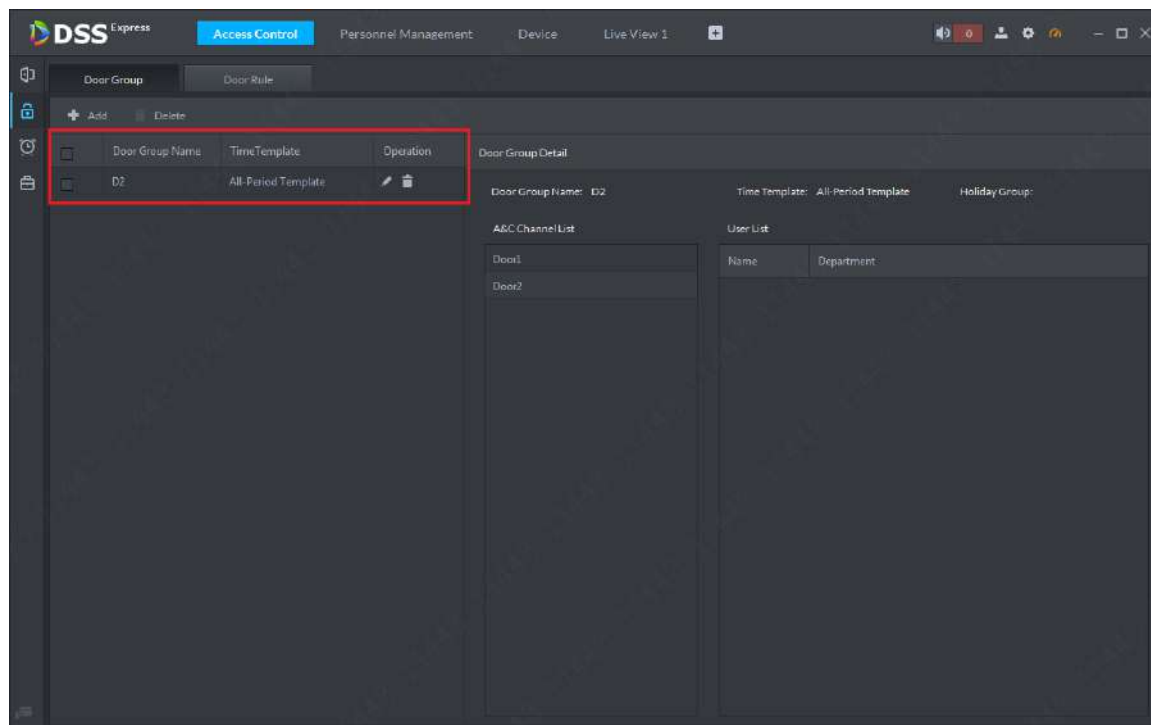 DSS Express Access Control Personnel Management Device Live View 1 0
Door Group Door Rule
Add Delete
Door Group Name TimeTemplate Operation Door Group Detail
D2 All-Period Template
Door Group Name: D2 Time Template: All-Period Template Holiday Group:
A&C Channel List User List
Door1 Name Department
Door2